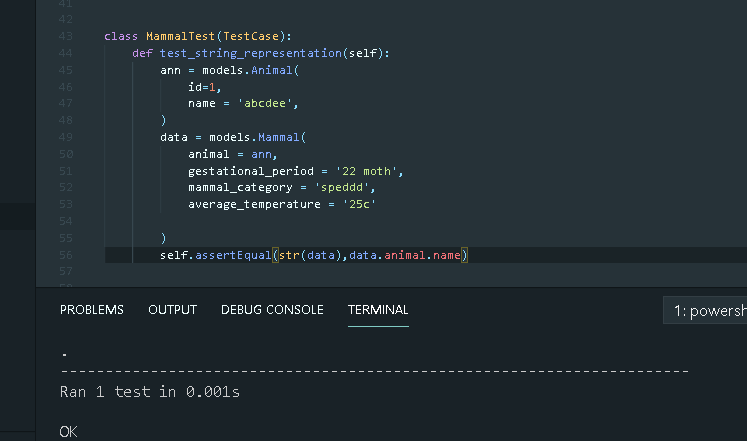 41
42
43 class MammalTest(TestCase):
44 def test_string_representation(self):
45 ann = models.Animal(
46 id=1,
47 name = 'abcdee',
48 )
49 data = models.Mammal(
50 animal = ann,
51 gestational_period = '22 moth',
52 mammal_category = 'speddd',
53 average_temperature = '25c'
54
55 )
56 self.assertEqual(str(data),data.animal.name)
57
PROBLEMS OUTPUT DEBUG CONSOLE TERMINAL 1: powersh
.
----------------------------------------------------------------------
Ran 1 test in 0.001s
OK